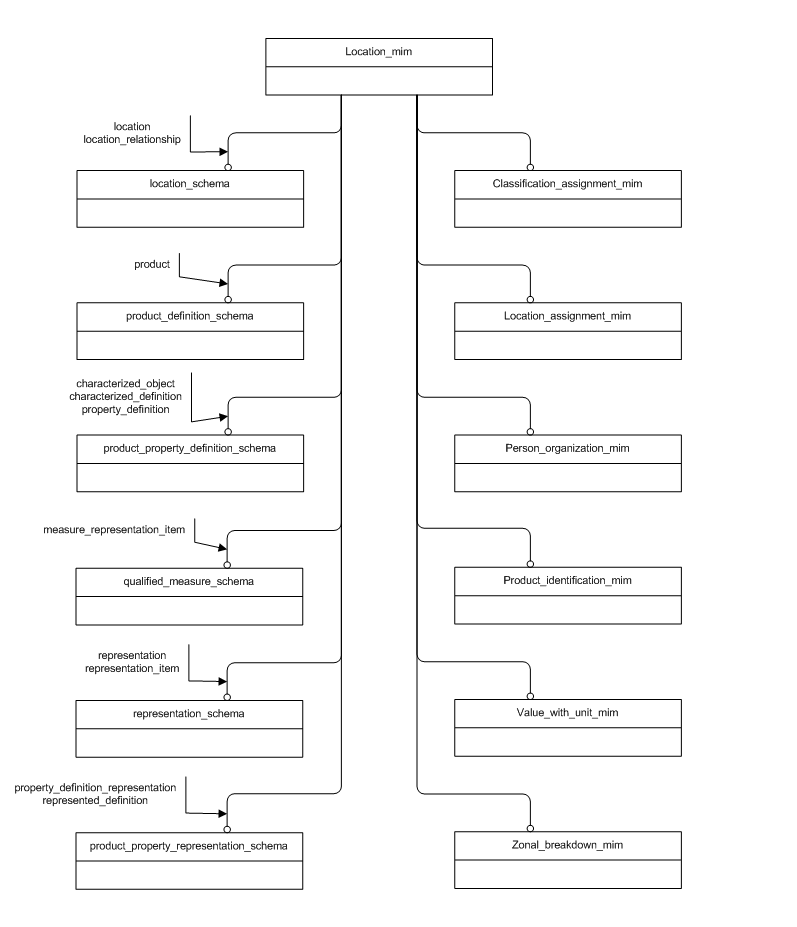 Location_mim
location
location_relationship
location_schema
Classification_assignment_mim
product
product_definition_schema
Location_assignment_mim
characterized_object
characterized_definition
property_definition
product_property_definition_schema
Person_organization_mim
measure_representation_item
qualified_measure_schema
Product_identification_mim
representation
representation_item
representation_schema
Value_with_unit_mim
property_definition_representation
represented_definition
product_property_representation_schema
Zonal_breakdown_mim